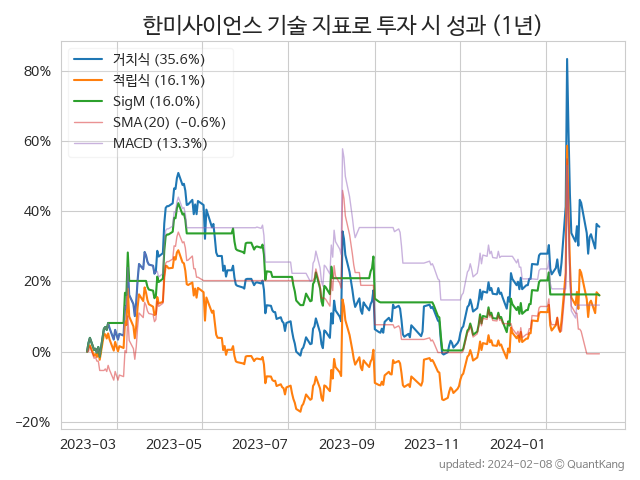 한미사이언스 기술 지표로 투자 시 성과 (1년)
거치식 (35.6%)
적립식 (16.1%)
SigM (16.0%)
SMA(20) (−0.6%)
MACD (13.3%)
80%
60%
40%
20%
0%
−20%
2023-03 2023-05 2023-07 2023-09 2023-11 2024-01
updated: 2024-02-08 © QuantKang